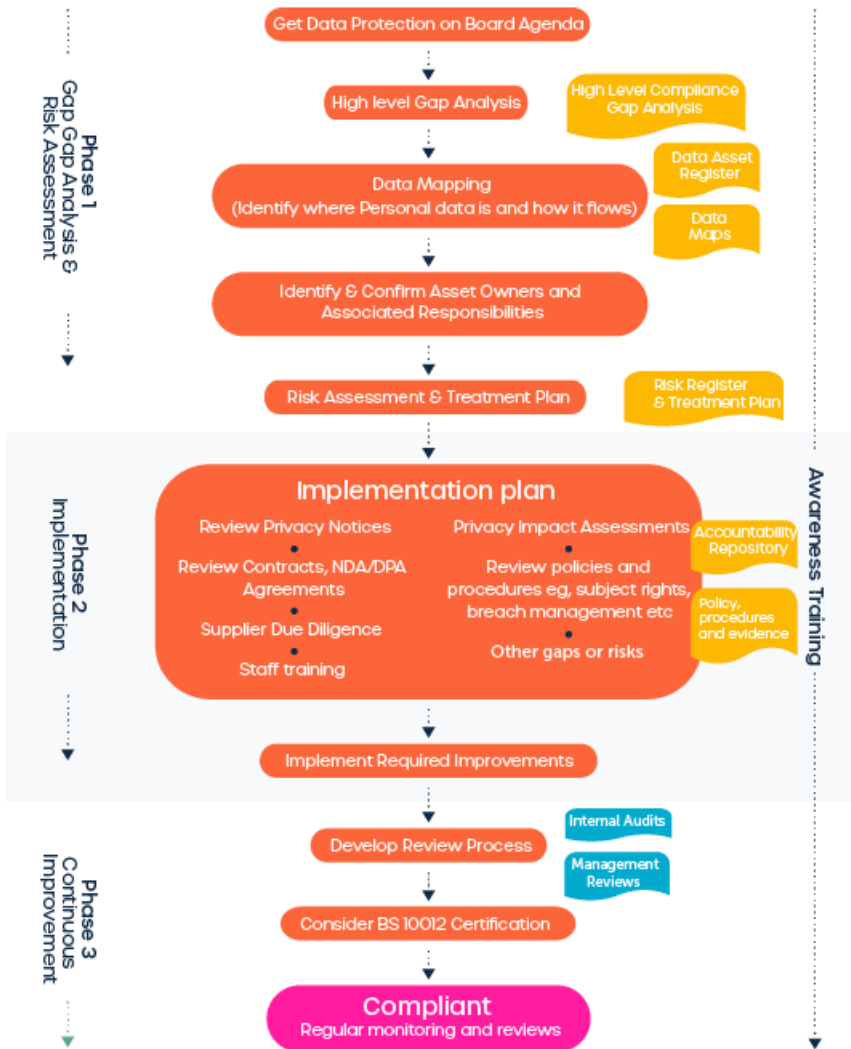 Get Data Protection on Board Agenda
High level Gap Analysis
High Level Compliance
Gap Analysis
Data Mapping
(Identify where Personal data is and how it flows)
Data Asset
Register
Data
Maps
Identify & Confirm Asset Owners and
Associated Responsibilities
Risk Assessment & Treatment Plan
Risk Register
& Treatment Plan
Phase 1
Gap Gap Analysis &
Risk Assessment
Implementation plan
Review Privacy Notices
•
Review Contracts, NDA/DPA
Agreements
•
Supplier Due Diligence
•
Staff training
Privacy Impact Assessments
•
Review policies and
procedures eg, subject rights,
breach management etc
•
Other gaps or risks
Accountability
Repository
Policy,
procedures
and evidence
Implement Required Improvements
Phase 2
Implementation
Awareness Training
Develop Review Process
Internal Audits
Management
Reviews
Consider BS 10012 Certification
Compliant
Regular monitoring and reviews
Phase 3
Continuous
Improvement